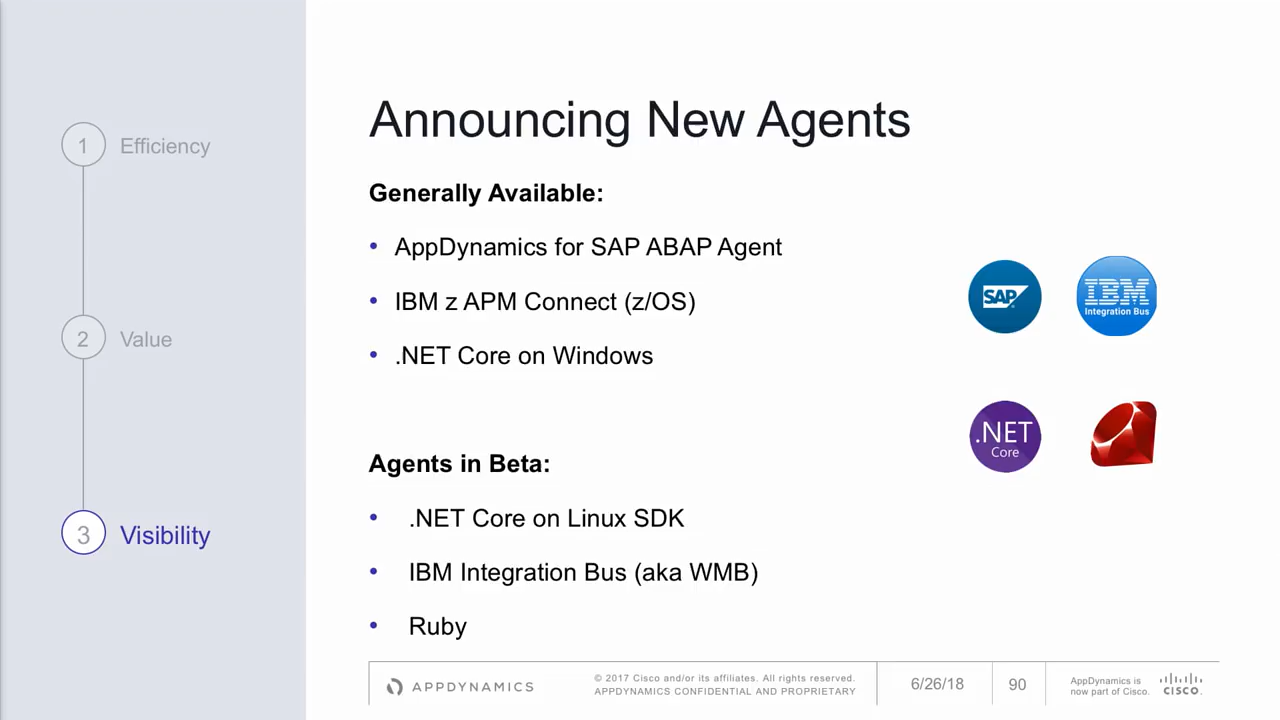 1 Efficiency
2 Value
3 Visibility
Announcing New Agents
Generally Available:
• AppDynamics for SAP ABAP Agent
• IBM z APM Connect (z/OS)
• .NET Core on Windows
Agents in Beta:
• .NET Core on Linux SDK
• IBM Integration Bus (aka WMB)
• Ruby
SAP
IBM
Integration Bus
.NET
Core
APPDYNAMICS
© 2017 Cisco and/or its affiliates. All rights reserved.
APPDYNAMICS CONFIDENTIAL AND PROPRIETARY
6/26/18
90
AppDynamics is
now part of Cisco.
CISCO